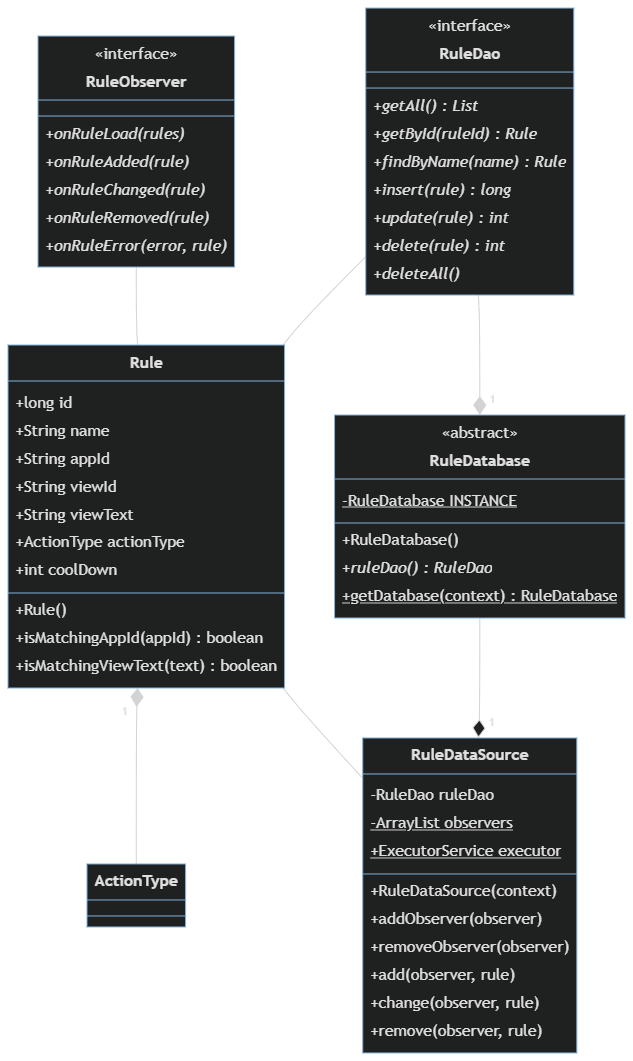 «interface»
RuleObserver
+onRuleLoad(rules)
+onRuleAdded(rule)
+onRuleChanged(rule)
+onRuleRemoved(rule)
+onRuleError(error, rule)
«interface»
RuleDao
+getAll() : List
+getById(ruleId) : Rule
+findByName(name) : Rule
+insert(rule) : long
+update(rule) : int
+delete(rule) : int
+deleteAll()
Rule
+long id
+String name
+String appId
+String viewId
+String viewText
+ActionType actionType
+int coolDown
+Rule()
+isMatchingAppId(appId) : boolean
+isMatchingViewText(text) : boolean
1
1
«abstract»
RuleDatabase
-RuleDatabase INSTANCE
+RuleDatabase()
+ruleDao() : RuleDao
+getDatabase(context) : RuleDatabase
1
RuleDataSource
-RuleDao ruleDao
-ArrayList observers
+ExecutorService executor
+RuleDataSource(context)
+addObserver(observer)
+removeObserver(observer)
+add(observer, rule)
+change(observer, rule)
+remove(observer, rule)
ActionType